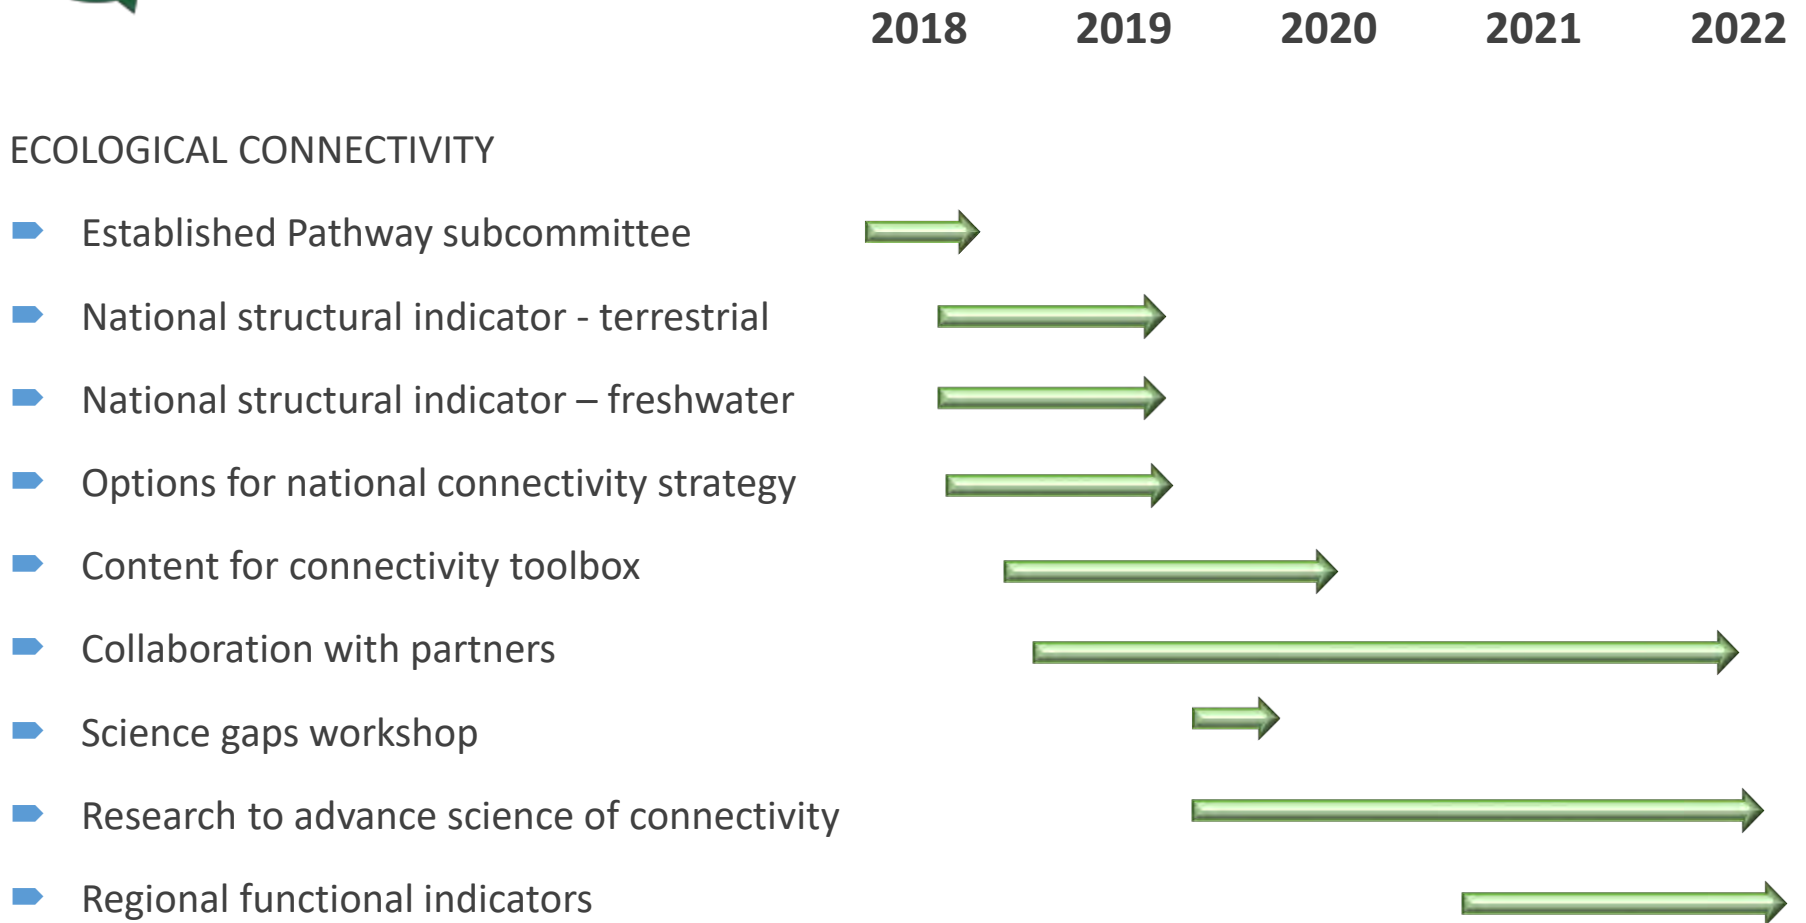 2018 2019 2020 2021 2022
ECOLOGICAL CONNECTIVITY
Established Pathway subcommittee
National structural indicator - terrestrial
National structural indicator – freshwater
Options for national connectivity strategy
Content for connectivity toolbox
Collaboration with partners
Science gaps workshop
Research to advance science of connectivity
Regional functional indicators